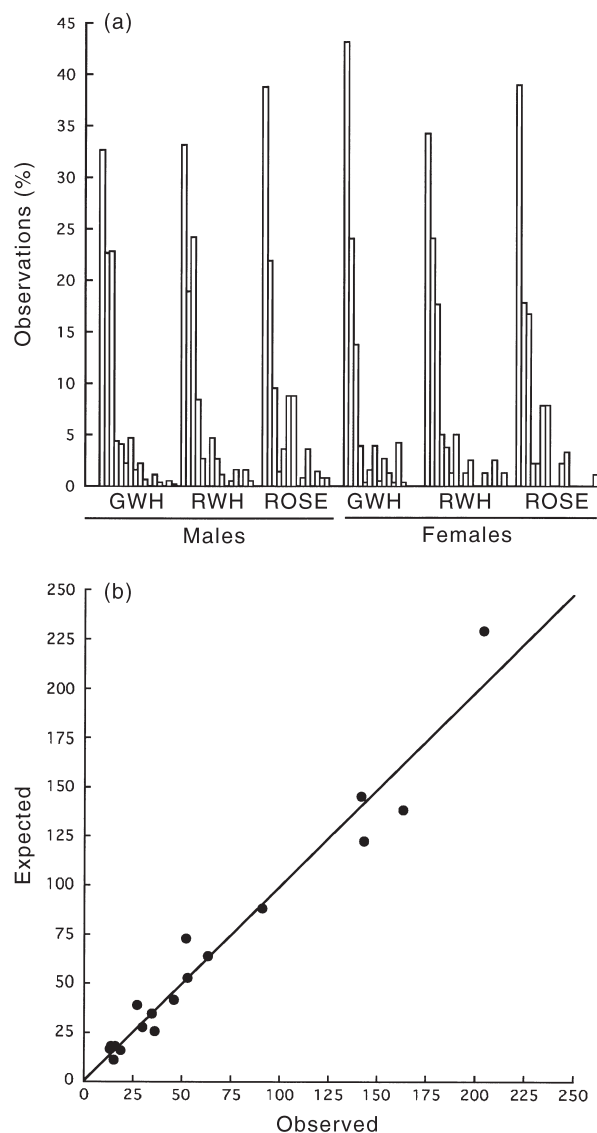 (a)
45
40
35
30
25
20
15
10
5
0
Observations (%)
GWH RWH ROSE GWH RWH ROSE
Males Females
(b)
250
225
200
175
150
125
100
75
50
25
0
Expected
0 25 50 75 100 125 150 175 200 225 250
Observed